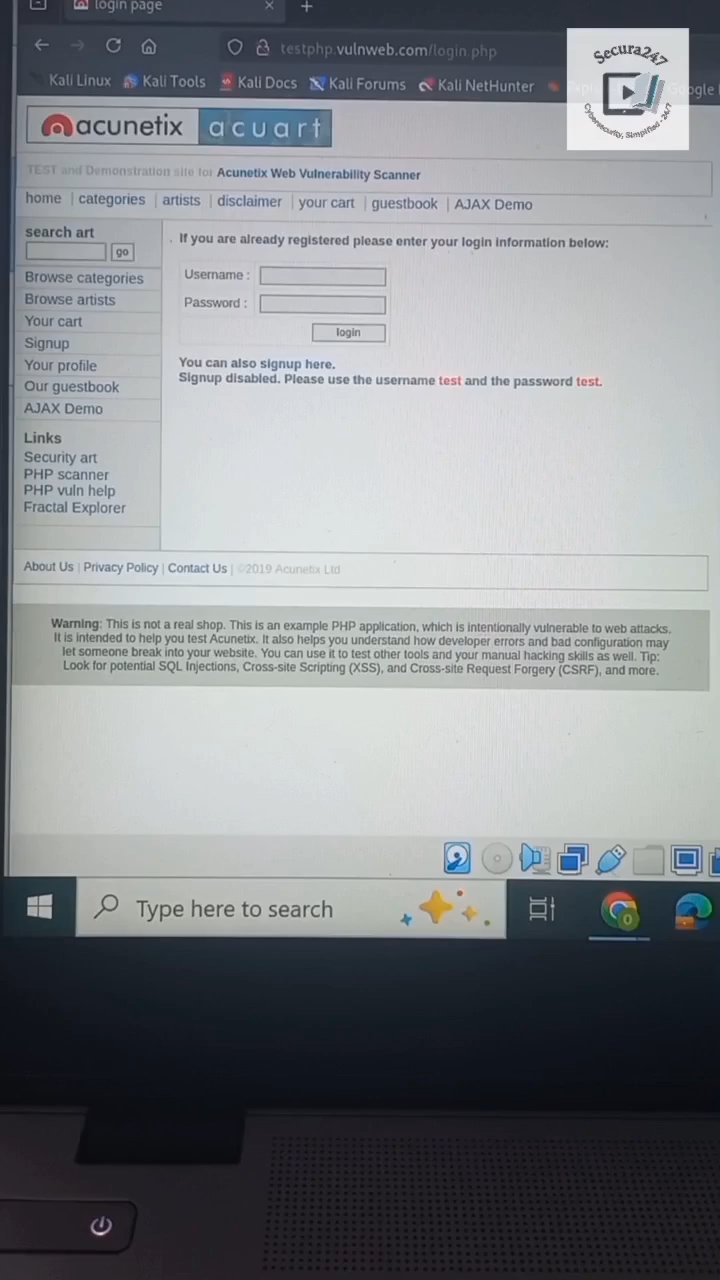 login page
testphp.vulnweb.com/login.php
Kali Linux Kali Tools Kali Docs Kali Forums Kali NetHunter Google
Secura247
Cybersecurity, Simplified - 24/7
acunetix acuart
TEST and Demonstration site for Acunetix Web Vulnerability Scanner
home | categories | artists | disclaimer | your cart | guestbook | AJAX Demo
search art
go
Browse categories
Browse artists
Your cart
Signup
Your profile
Our guestbook
AJAX Demo
Links
Security art
PHP scanner
PHP vuln help
Fractal Explorer
If you are already registered please enter your login information below:
Username :
Password :
login
You can also signup here.
Signup disabled. Please use the username test and the password test.
About Us | Privacy Policy | Contact Us | ©2019 Acunetix Ltd
Warning: This is not a real shop. This is an example PHP application, which is intentionally vulnerable to web attacks.
It is intended to help you test Acunetix. It also helps you understand how developer errors and bad configuration may
let someone break into your website. You can use it to test other tools and your manual hacking skills as well. Tip:
Look for potential SQL Injections, Cross-site Scripting (XSS), and Cross-site Request Forgery (CSRF), and more.
Type here to search